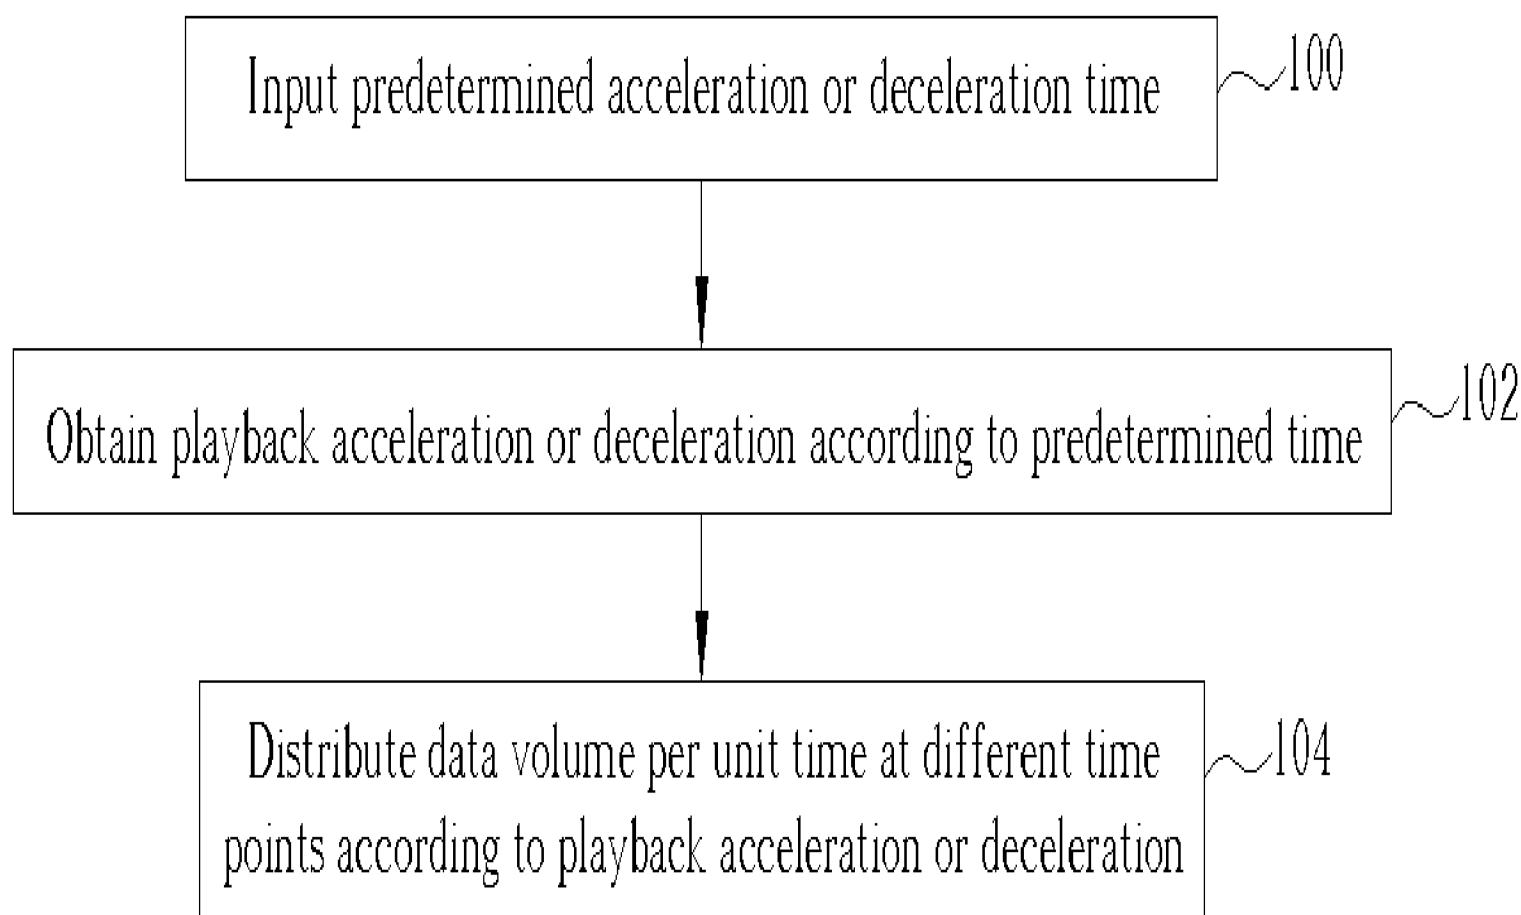 Input predetermined acceleration or deceleration time
100
Obtain playback acceleration or deceleration according to predetermined time
102
Distribute data volume per unit time at different time
points according to playback acceleration or deceleration
104